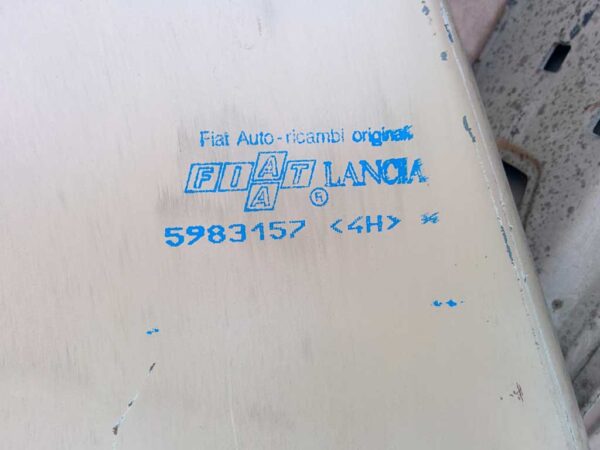 Fiat Auto - ricambi originali
FIAT LANCIA
A ®
5983157 <4H>